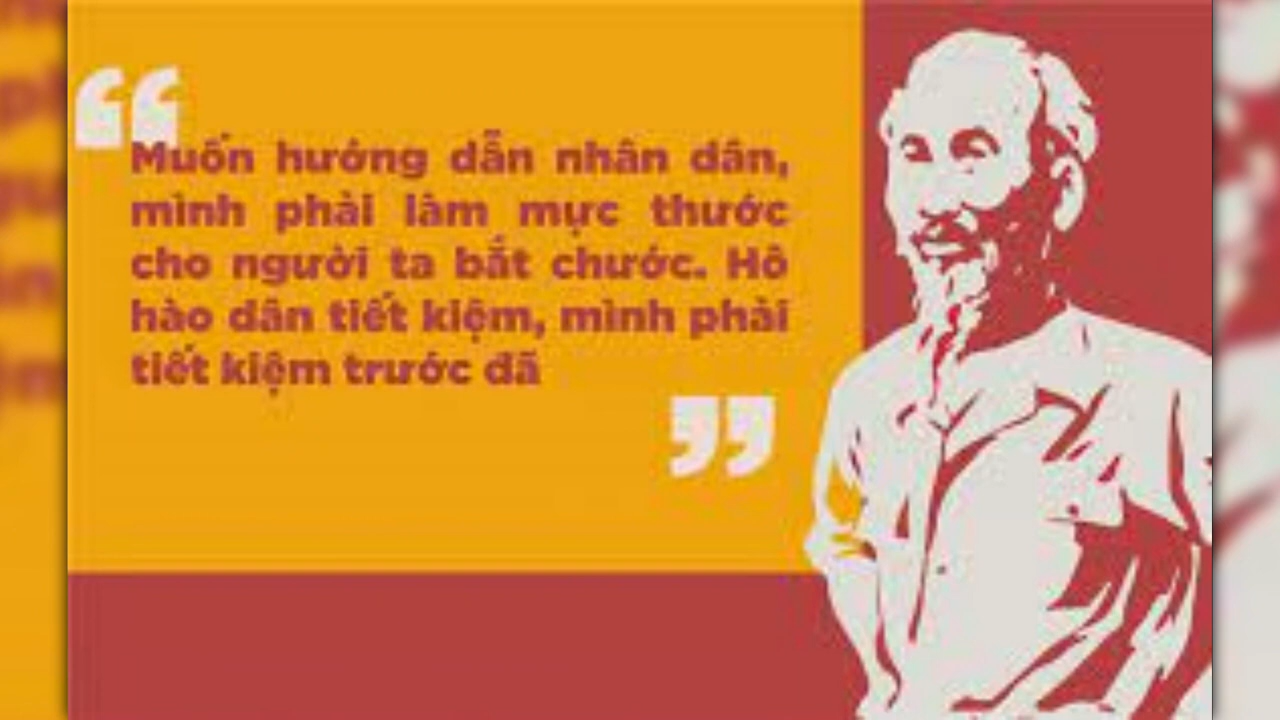 “Muốn hướng dẫn nhân dân,
mình phải làm mực thước
cho người ta bắt chước. Hô
hào dân tiết kiệm, mình phải
tiết kiệm trước đã”